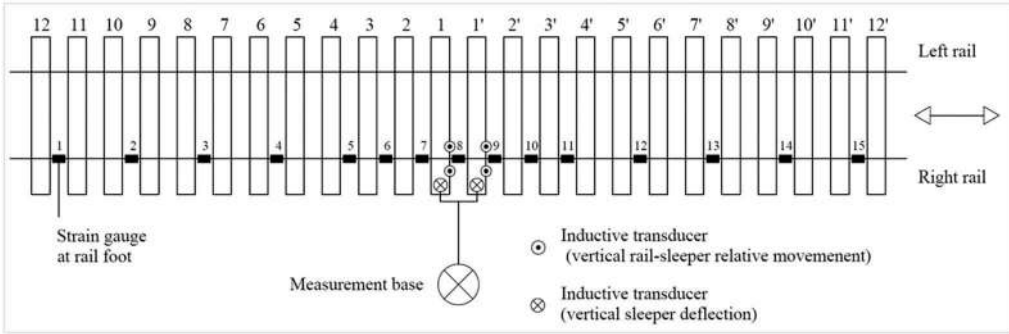 12 11 10 9 8 7 6 5 4 3 2 1 1' 2' 3' 4' 5' 6' 7' 8' 9' 10' 11' 12'
Left rail
1 2 3 4 5 6 7 8 9 10 11 12 13 14 15
Right rail
Strain gauge
at rail foot
Inductive transducer
(vertical rail-sleeper relative movemenent)
Measurement base
Inductive transducer
(vertical sleeper deflection)